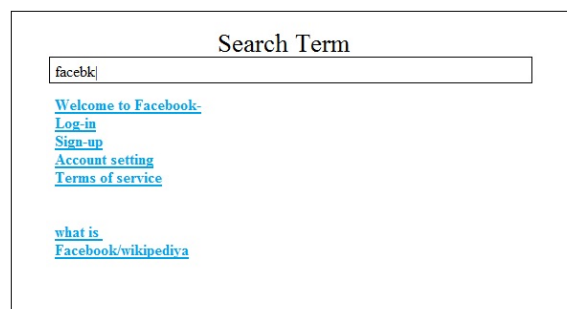 Search Term
facebk
Welcome to Facebook-
Log-in
Sign-up
Account setting
Terms of service
what is
Facebook/wikipediya